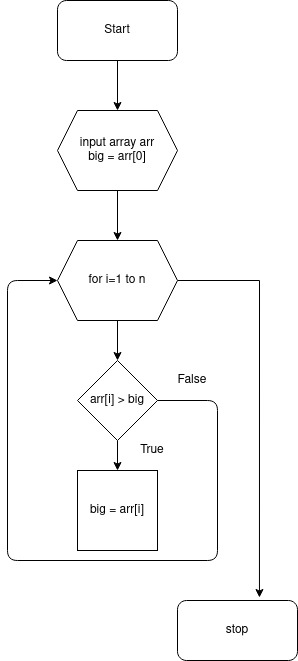 Start
input array arr
big = arr[0]
for i=1 to n
arr[i] > big
False
True
big = arr[i]
stop